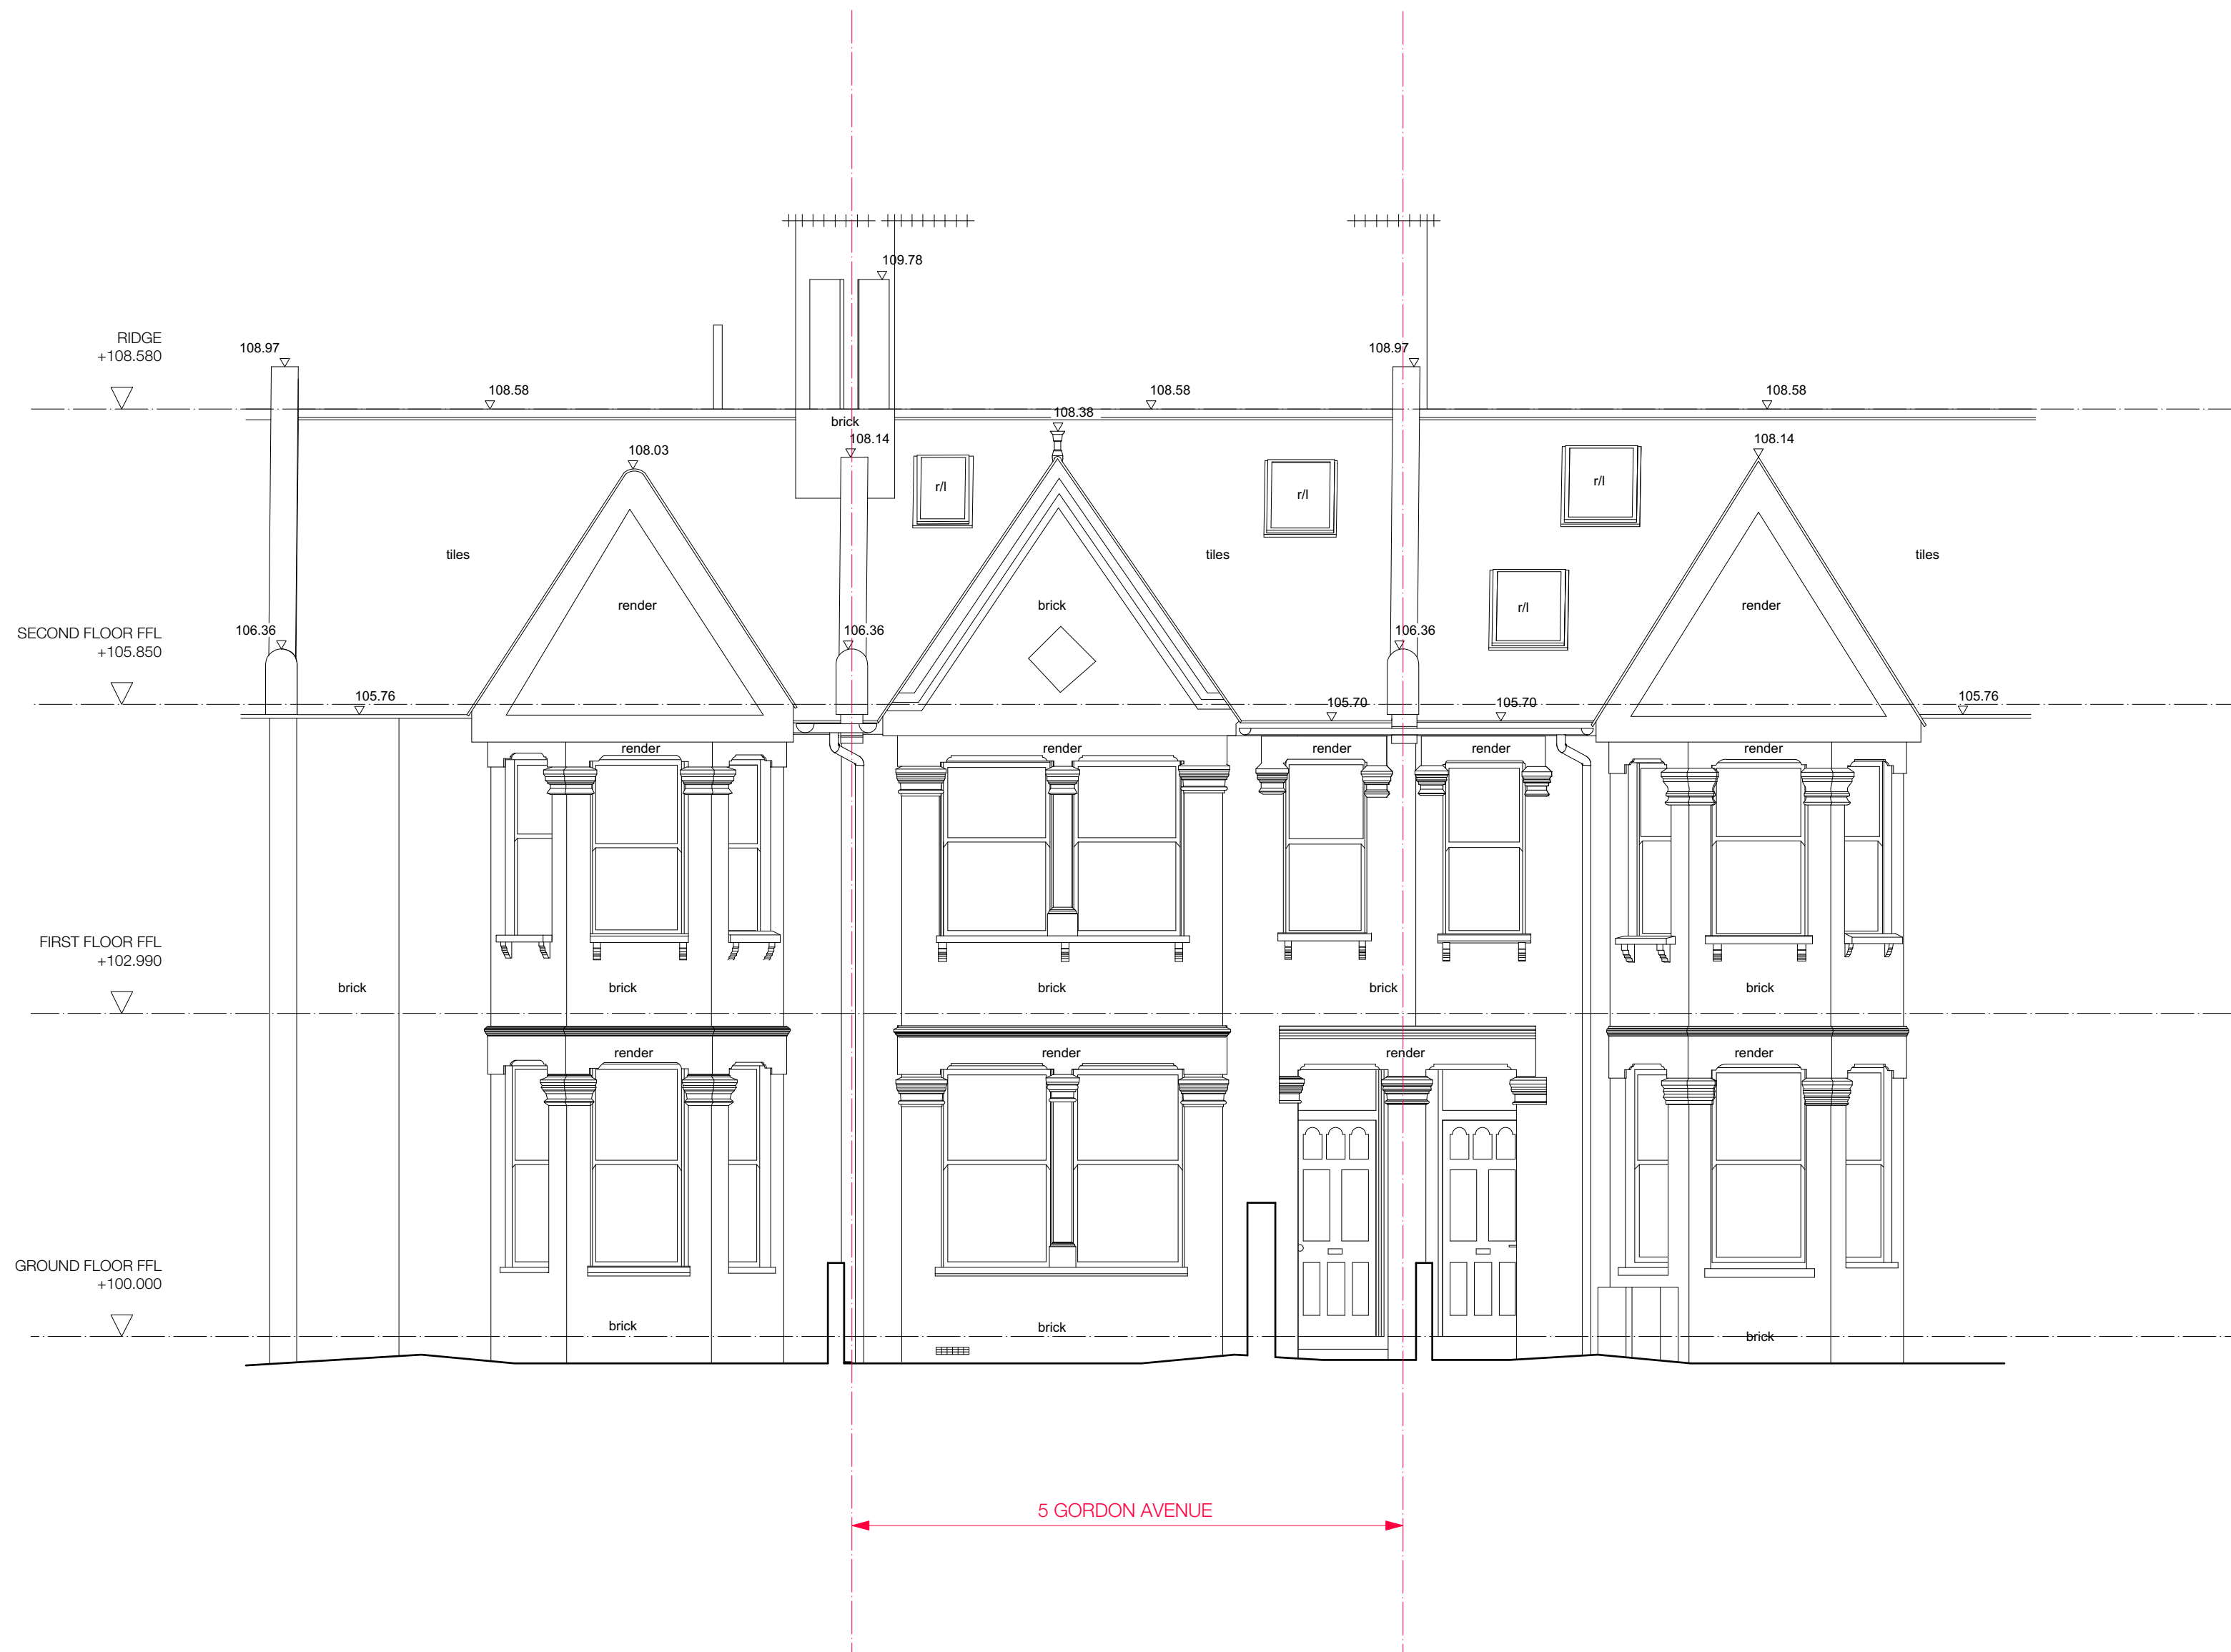 109.78
RIDGE
+108.580
108.97
108.97
108.58
108.58
108.58
108.38
brick
108.14
108.03
108.14
r/l
r/l
r/l
tiles
tiles
tiles
render
brick
r/l
render
SECOND FLOOR FFL
+105.850
106.36
106.36
106.36
105.76
105.70
105.70
105.76
render
render
render
render
render
FIRST FLOOR FFL
+102.990
brick
brick
brick
brick
brick
render
render
render
render
GROUND FLOOR FFL
+100.000
brick
brick
brick
5 GORDON AVENUE